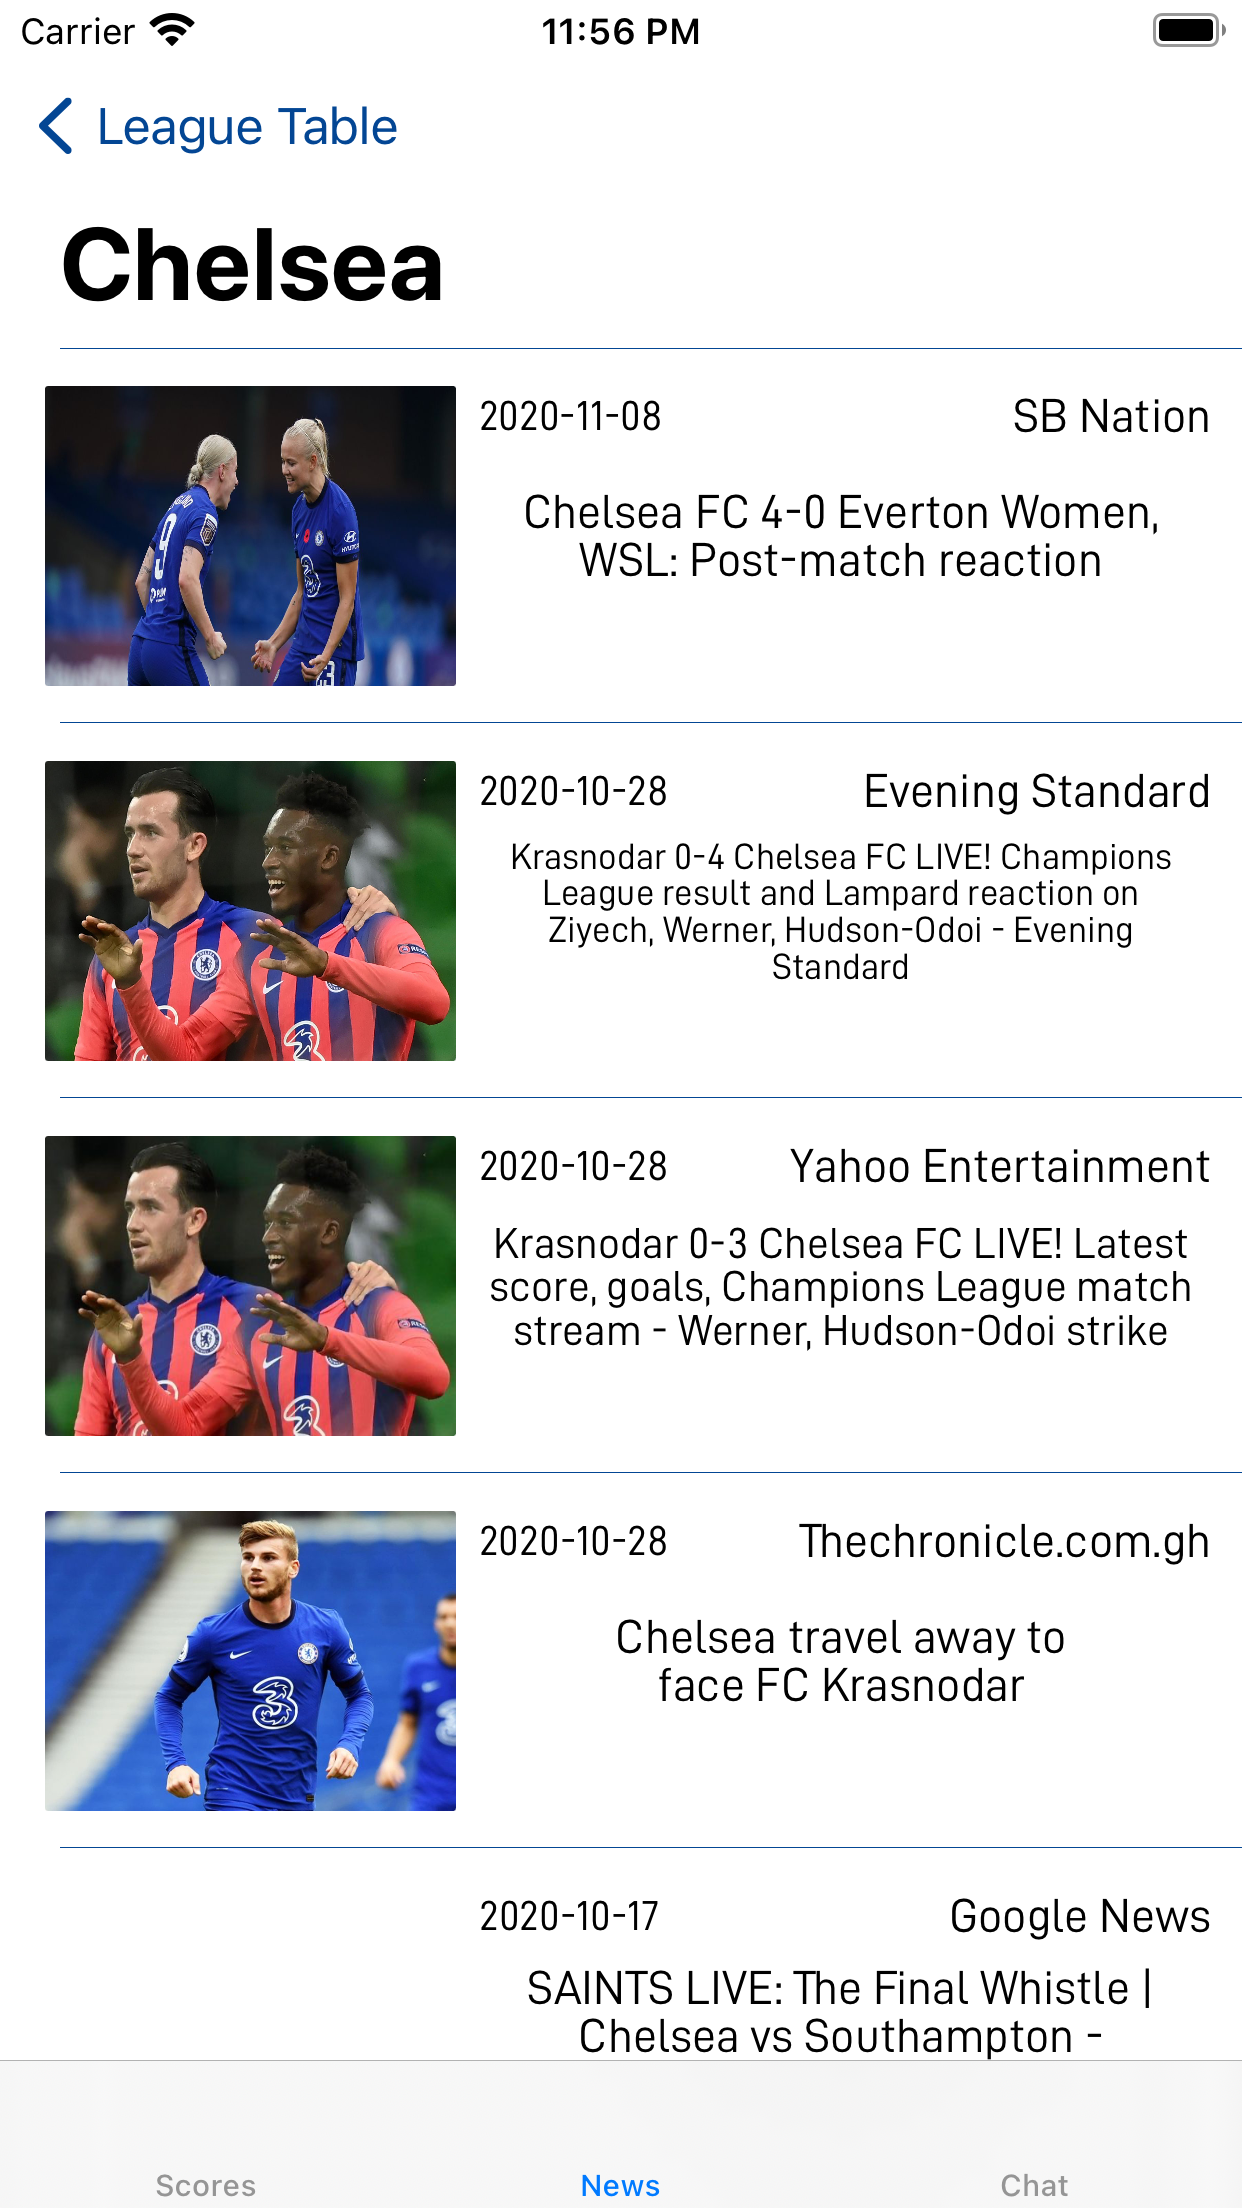 Carrier
11:56 PM
League Table
Chelsea
2020-11-08
SB Nation
Chelsea FC 4-0 Everton Women,
WSL: Post-match reaction
9
3
2020-10-28
Evening Standard
Krasnodar 0-4 Chelsea FC LIVE! Champions
League result and Lampard reaction on
Ziyech, Werner, Hudson-Odoi - Evening
Standard
3
2020-10-28
Yahoo Entertainment
Krasnodar 0-3 Chelsea FC LIVE! Latest
score, goals, Champions League match
stream - Werner, Hudson-Odoi strike
3
2020-10-28
Thechronicle.com.gh
Chelsea travel away to
face FC Krasnodar
3
2020-10-17
Google News
SAINTS LIVE: The Final Whistle |
Chelsea vs Southampton -
Scores
News
Chat